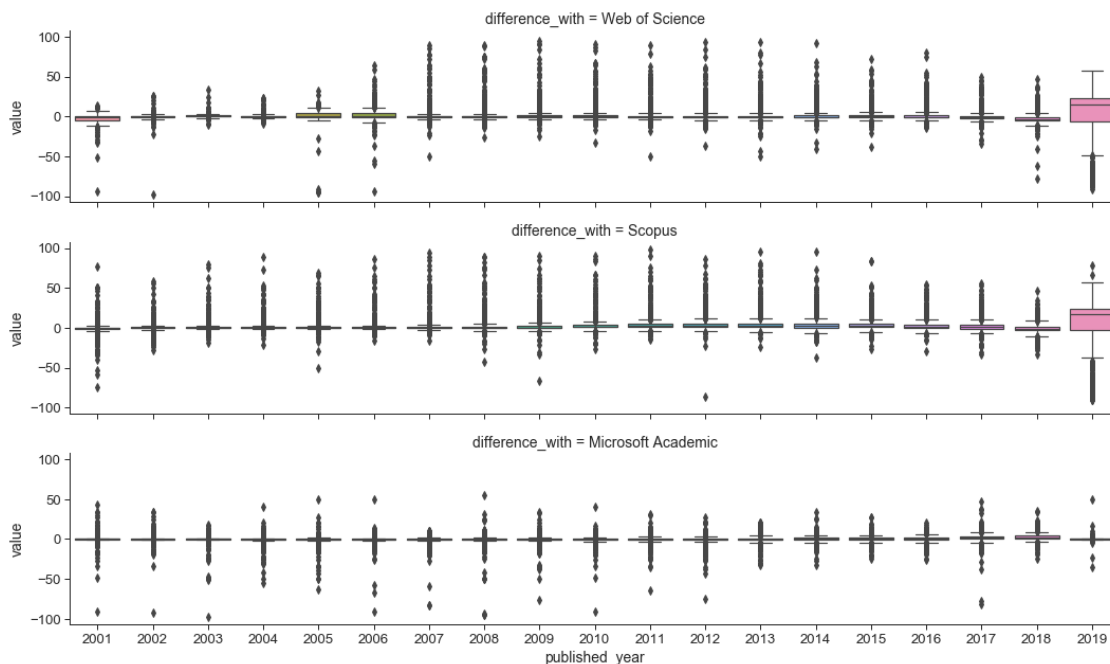 difference_with = Web of Science
100
50
0
−50
−100
value
difference_with = Scopus
100
50
0
−50
−100
value
difference_with = Microsoft Academic
100
50
0
−50
−100
value
2001 2002 2003 2004 2005 2006 2007 2008 2009 2010 2011 2012 2013 2014 2015 2016 2017 2018 2019
published_year